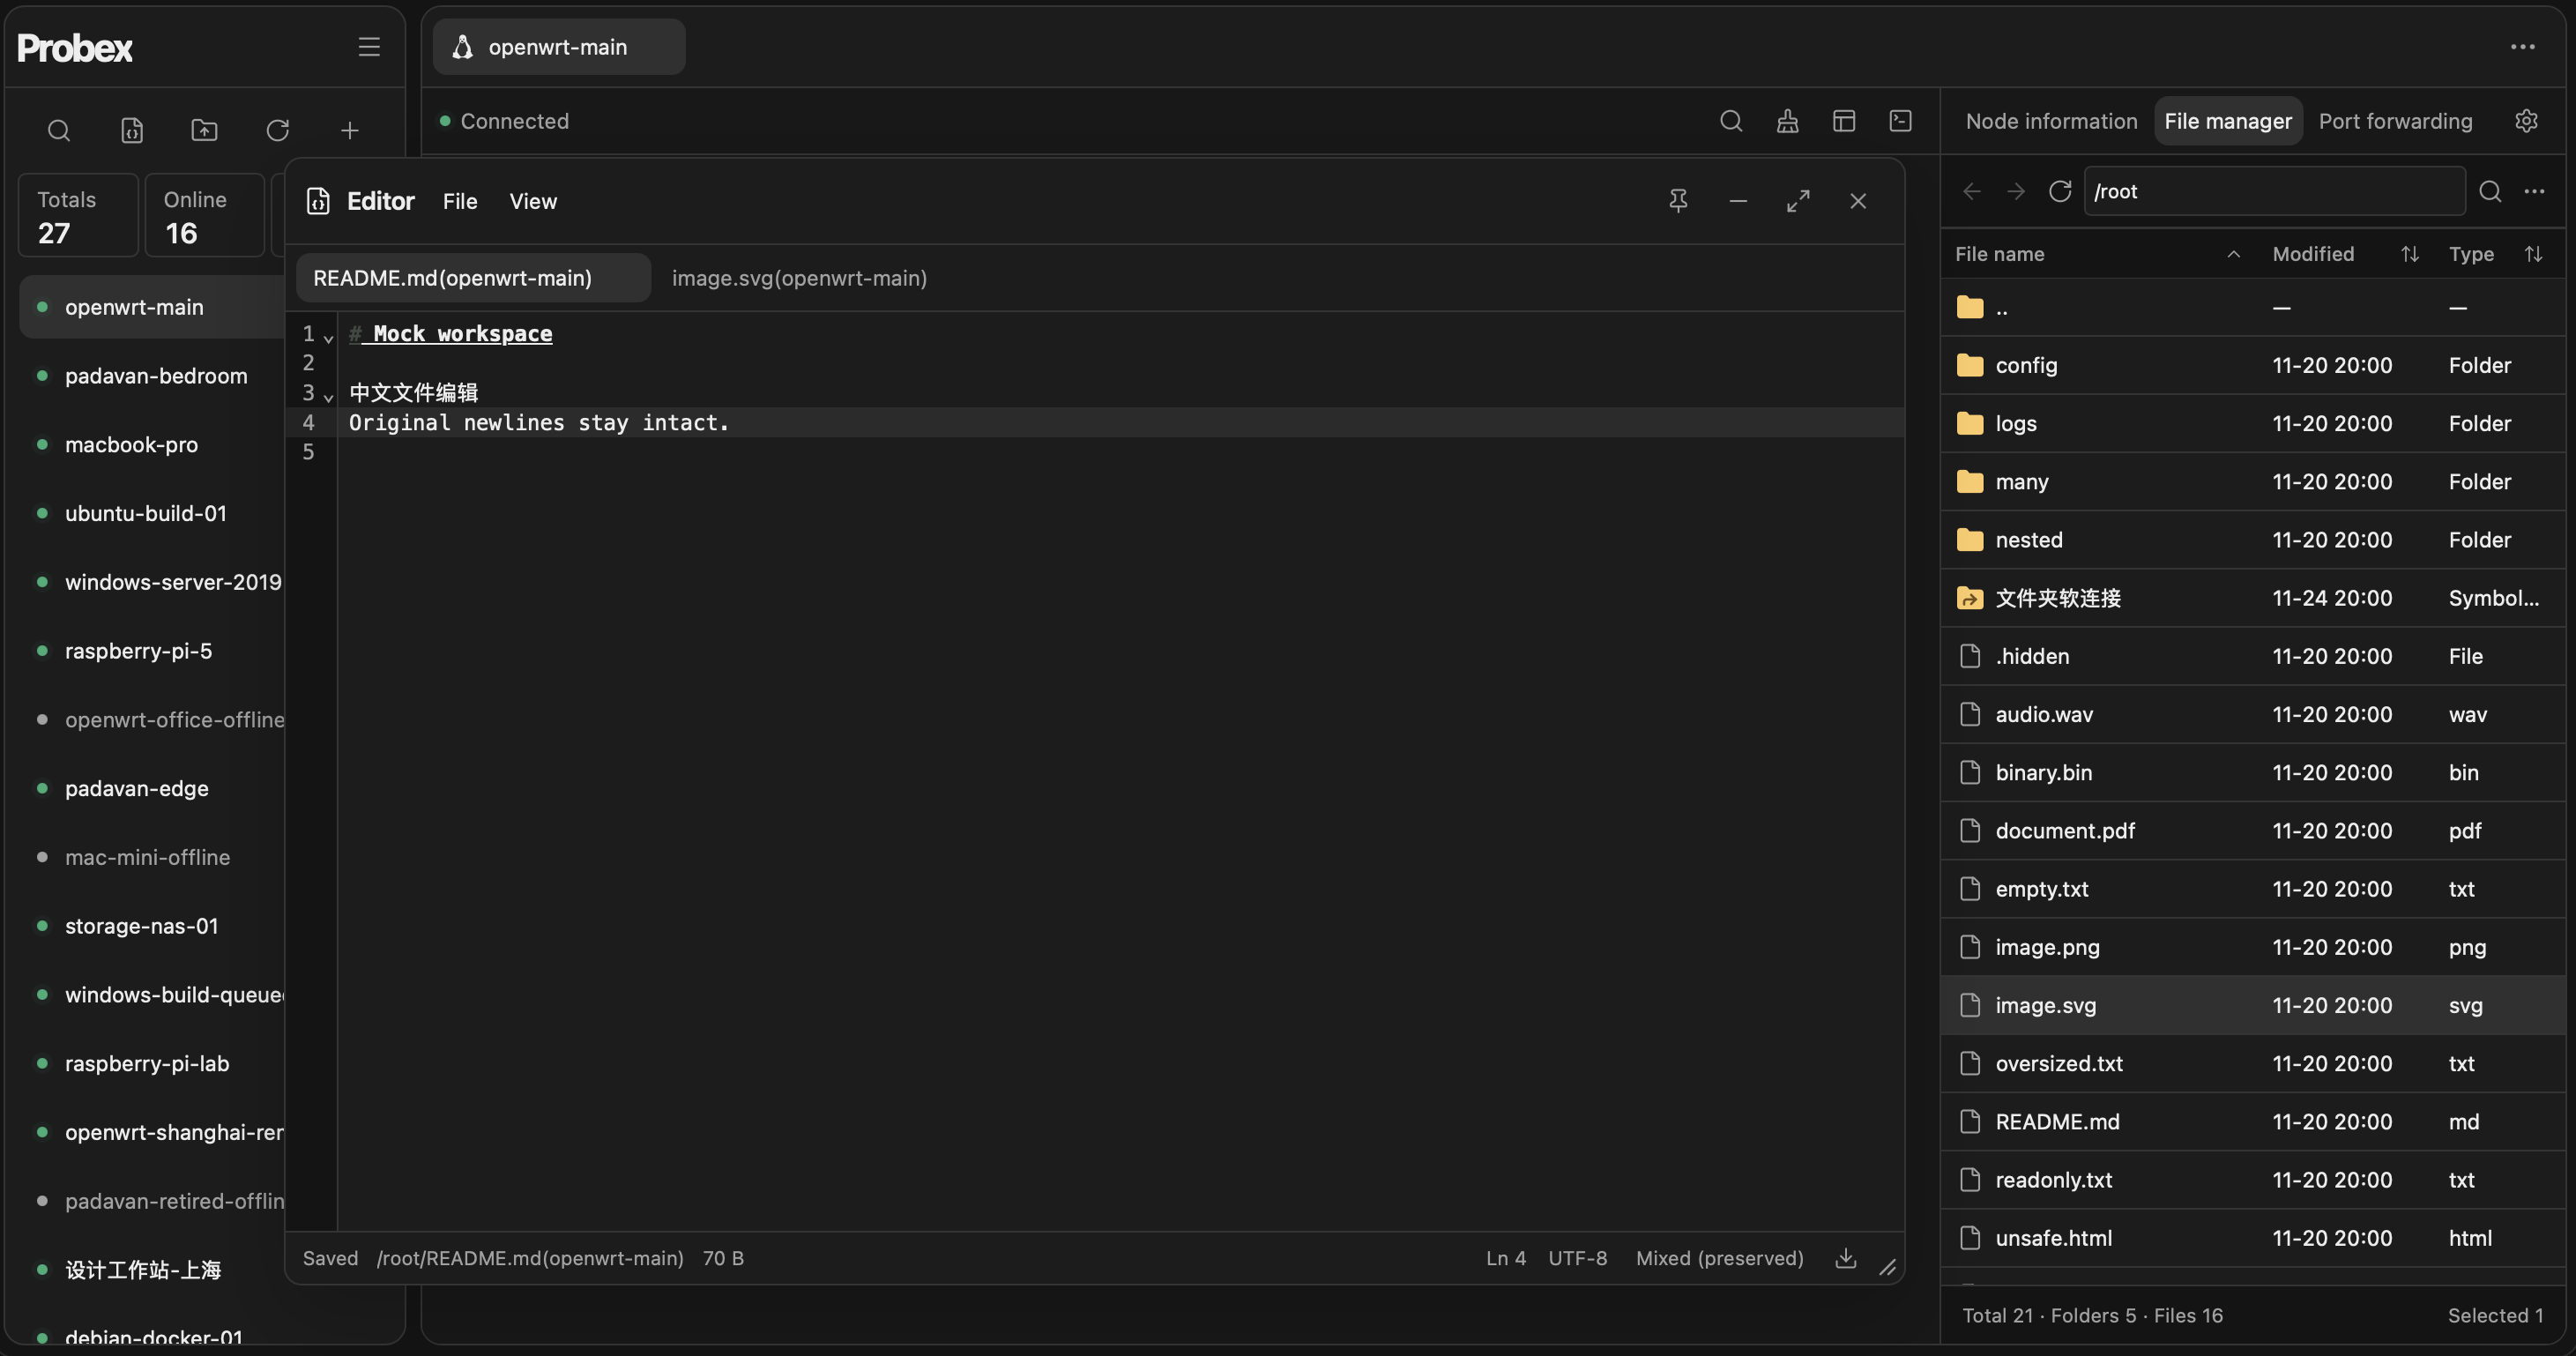 Probex
openwrt-main
Connected
Node information
File manager
Port forwarding
Totals
27
Online
16
openwrt-main
padavan-bedroom
macbook-pro
ubuntu-build-01
windows-server-2019
raspberry-pi-5
openwrt-office-offline
padavan-edge
mac-mini-offline
storage-nas-01
windows-build-queue
raspberry-pi-lab
openwrt-shanghai-
padavan-retired-offlin
设计工作站-上海
debian-docker-01
Editor
File
View
README.md(openwrt-main)
image.svg(openwrt-main)
1 # Mock workspace
2
3 中文文件编辑
4 Original newlines stay intact.
5
Saved /root/README.md(openwrt-main) 70 B
Ln 4 UTF-8 Mixed (preserved)
/root
File name Modified Type
.. — —
config 11-20 20:00 Folder
logs 11-20 20:00 Folder
many 11-20 20:00 Folder
nested 11-20 20:00 Folder
文件夹软连接 11-24 20:00 Symbol...
.hidden 11-20 20:00 File
audio.wav 11-20 20:00 wav
binary.bin 11-20 20:00 bin
document.pdf 11-20 20:00 pdf
empty.txt 11-20 20:00 txt
image.png 11-20 20:00 png
image.svg 11-20 20:00 svg
oversized.txt 11-20 20:00 txt
README.md 11-20 20:00 md
readonly.txt 11-20 20:00 txt
unsafe.html 11-20 20:00 html
Total 21 · Folders 5 · Files 16
Selected 1